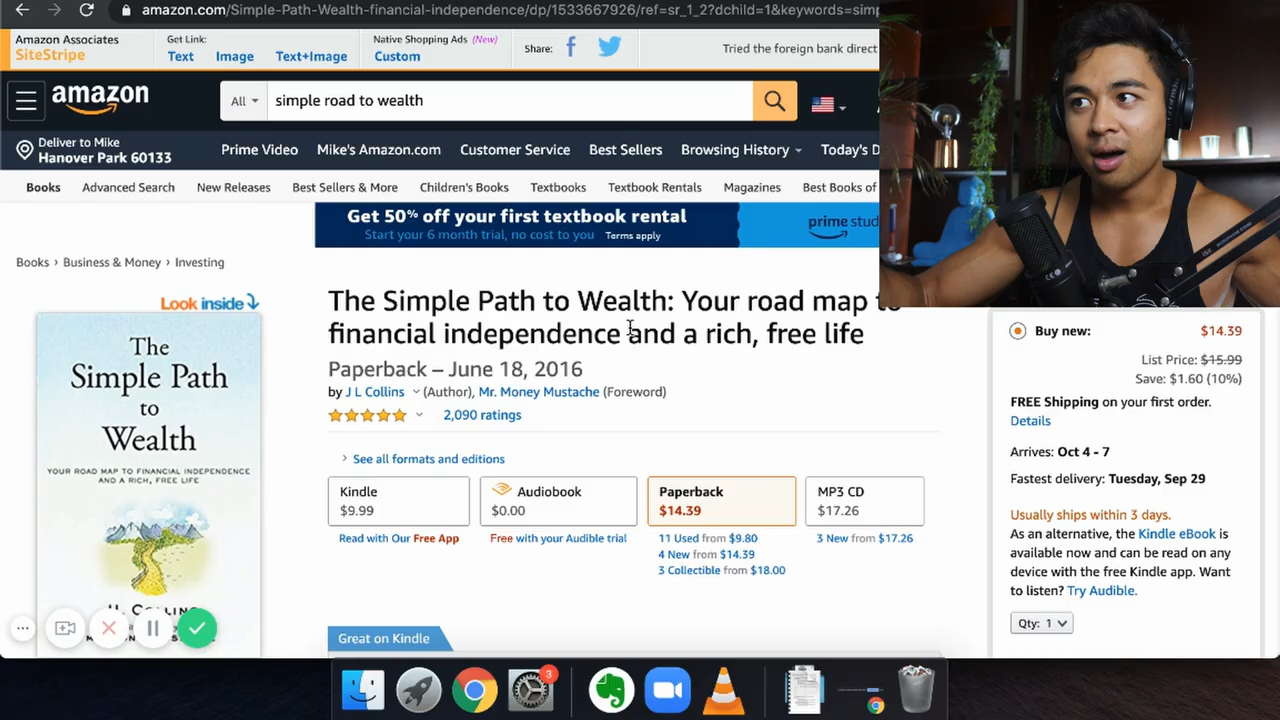 amazon.com/Simple-Path-Wealth-financial-independence/dp/1533667926/ref=sr_1_2?dchild=1&keywords=simp
Amazon Associates
SiteStripe
Get Link:
Text
Image
Text+Image
Native Shopping Ads (New)
Custom
Share:
Tried the foreign bank direct
amazon
All
simple road to wealth
Deliver to Mike
Hanover Park 60133
Prime Video
Mike's Amazon.com
Customer Service
Best Sellers
Browsing History
Today's D
Books
Advanced Search
New Releases
Best Sellers & More
Children's Books
Textbooks
Textbook Rentals
Magazines
Best Books of
Get 50% off your first textbook rental
Start your 6 month trial, no cost to you Terms apply
prime stud
Books › Business & Money › Investing
Look inside
The
Simple Path
to
Wealth
YOUR ROAD MAP TO FINANCIAL INDEPENDENCE
AND A RICH, FREE LIFE
The Simple Path to Wealth: Your road map to
financial independence and a rich, free life
Paperback – June 18, 2016
by J L Collins (Author), Mr. Money Mustache (Foreword)
2,090 ratings
See all formats and editions
Kindle
$9.99
Read with Our Free App
Audiobook
$0.00
Free with your Audible trial
Paperback
$14.39
11 Used from $9.80
4 New from $14.39
3 Collectible from $18.00
MP3 CD
$17.26
3 New from $17.26
Great on Kindle
Buy new:
$14.39
List Price: $15.99
Save: $1.60 (10%)
FREE Shipping on your first order.
Details
Arrives: Oct 4 - 7
Fastest delivery: Tuesday, Sep 29
Usually ships within 3 days.
As an alternative, the Kindle eBook is
available now and can be read on any
device with the free Kindle app. Want
to listen? Try Audible.
Qty: 1
3